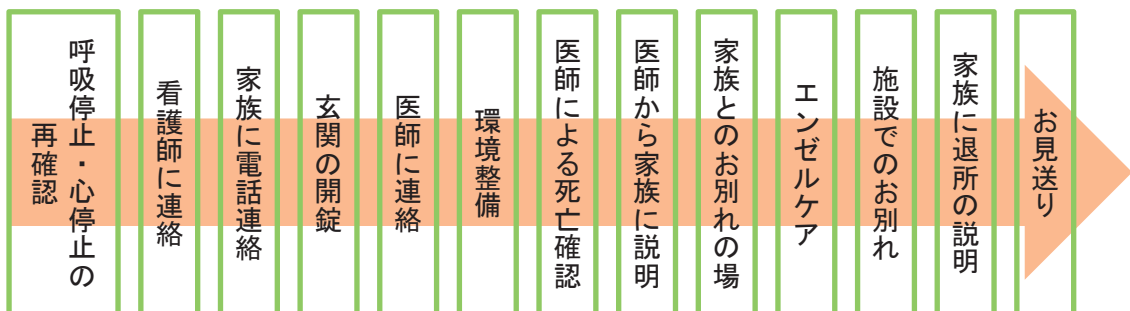 呼吸停止・心停止の
再確認
看護師に連絡
家族に電話連絡
玄関の開錠
医師に連絡
環境整備
医師による死亡確認
医師から家族に説明
家族とのお別れの場
エンゼルケア
施設でのお別れ
家族に退所の説明
お見送り